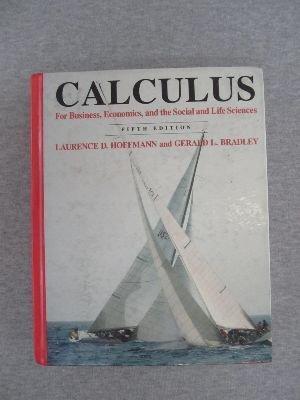 CALCULUS
For Business, Economics, and the Social and Life Sciences
FIFTH EDITION
LAURENCE D. HOFFMANN and GERALD L. BRADLEY